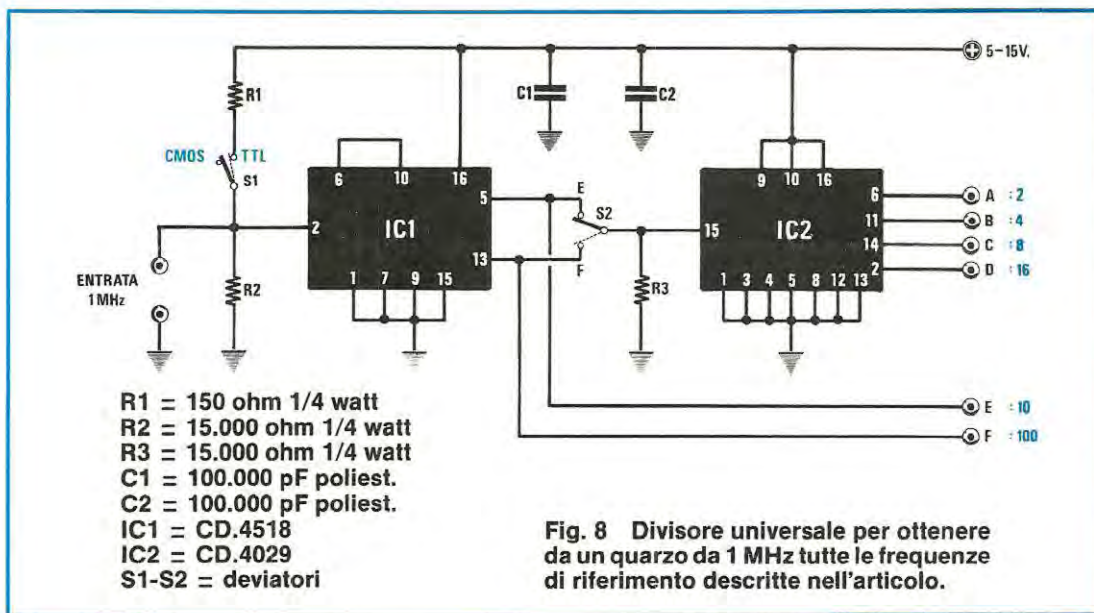 5-15V.
R1
C1
C2
CMOS
TTL
S1
6 10 16
9 10 16
5
E
6
A :2
2
IC1
S2
15
IC2
11
B :4
14
C :8
13
F
2
D :16
ENTRATA
1MHz
R2
1 7 9 15
R3
1 3 4 5 8 12 13
E :10
F :100
R1 = 150 ohm 1/4 watt
R2 = 15.000 ohm 1/4 watt
R3 = 15.000 ohm 1/4 watt
C1 = 100.000 pF poliest.
C2 = 100.000 pF poliest.
IC1 = CD.4518
IC2 = CD.4029
S1-S2 = deviatori
Fig. 8 Divisore universale per ottenere
da un quarzo da 1 MHz tutte le frequenze
di riferimento descritte nell'articolo.